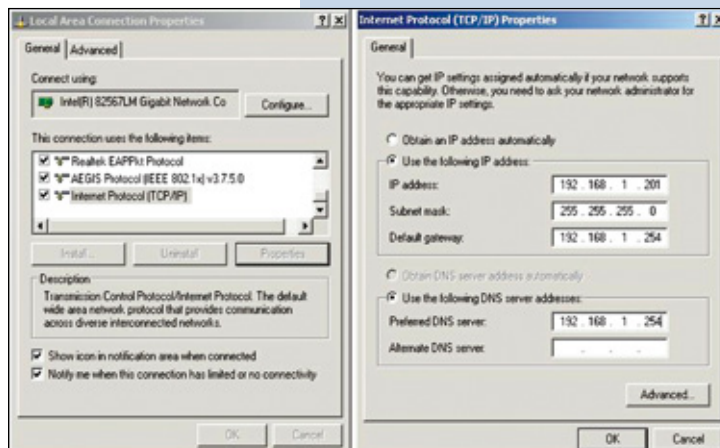 Local Area Connection Properties
General
Advanced
Connect using:
Intel(R) 82567LM Gigabit Network Co
Configure...
This connection uses the following items:
Realtek EAPPkt Protocol
AEGIS Protocol (IEEE 802.1x) v3.7.5.0
Internet Protocol (TCP/IP)
Install...
Uninstall
Properties
Description
Transmission Control Protocol/Internet Protocol. The default
wide area network protocol that provides communication
across diverse interconnected networks.
Show icon in notification area when connected
Notify me when this connection has limited or no connectivity
OK
Cancel
Internet Protocol (TCP/IP) Properties
General
You can get IP settings assigned automatically if your network supports
this capability. Otherwise, you need to ask your network administrator for
the appropriate IP settings.
Obtain an IP address automatically
Use the following IP address:
IP address: 192 . 168 . 1 . 201
Subnet mask: 255 . 255 . 255 . 0
Default gateway: 192 . 168 . 1 . 254
Obtain DNS server address automatically
Use the following DNS server addresses:
Preferred DNS server: 192 . 168 . 1 . 254
Alternate DNS server: . . .
Advanced...
OK
Cancel